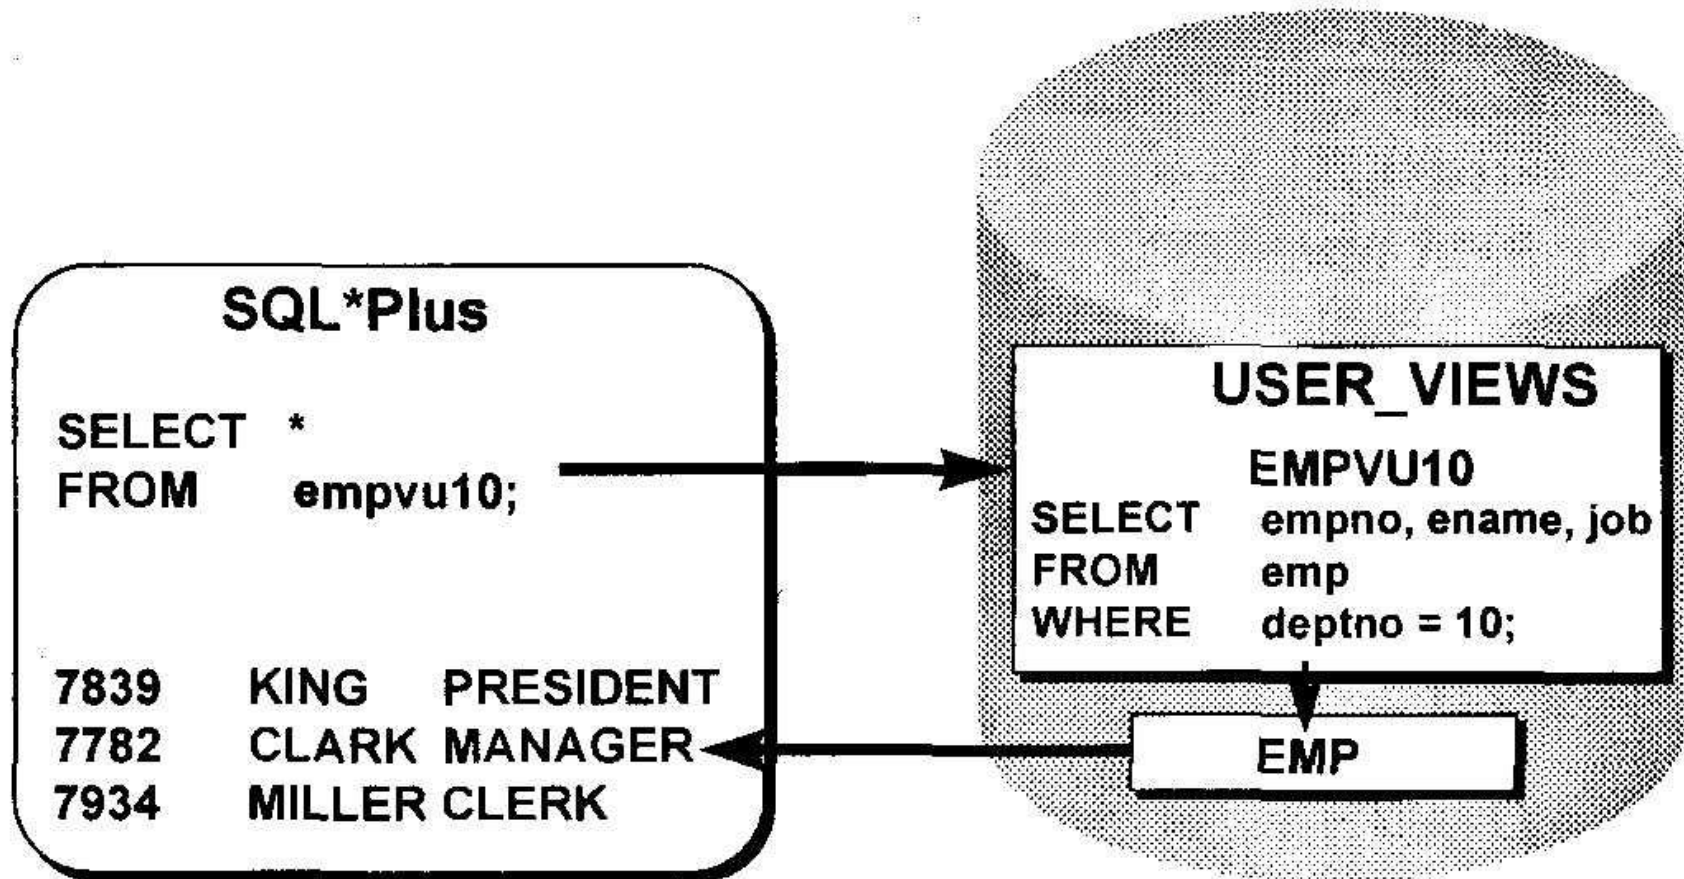 SQL*Plus
SELECT *
FROM empvu10;
7839 KING PRESIDENT
7782 CLARK MANAGER
7934 MILLER CLERK
USER_VIEWS
EMPVU10
SELECT empno, ename, job
FROM emp
WHERE deptno = 10;
EMP